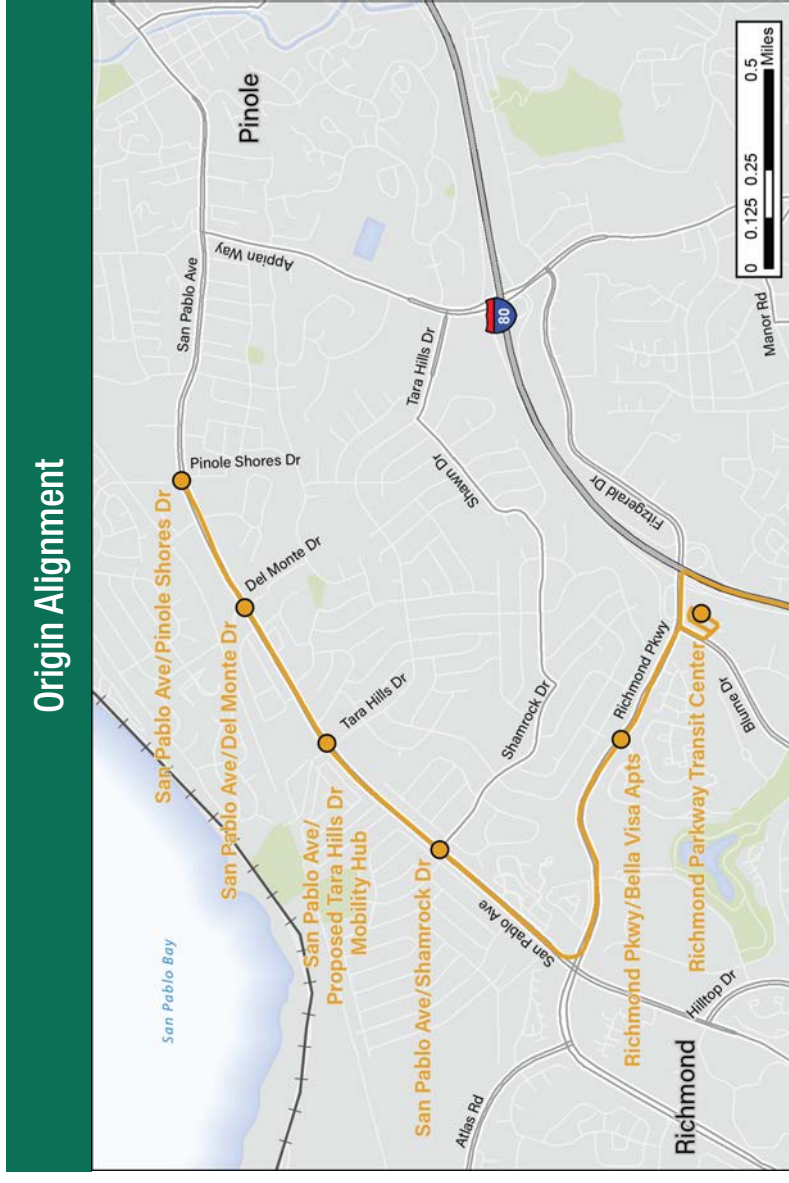 Origin Alignment
San Pablo Bay
Pinole
San Pablo Ave
Appian Way
Pinole Shores Dr
San Pablo Ave/Pinole Shores Dr
Del Monte Dr
San Pablo Ave/Del Monte Dr
Tara Hills Dr
San Pablo Ave/
Proposed Tara Hills Dr
Mobility Hub
Tara Hills Dr
Shawn Dr
80
Shamrock Dr
San Pablo Ave/Shamrock Dr
San Pablo Ave
Fitzgerald Dr
Richmond Pkwy
Richmond Pkwy/Bella Visa Apts
Richmond Parkway Transit Center
Blume Dr
Hilltop Dr
Atlas Rd
Richmond
Manor Rd
0 0.125 0.25 0.5
Miles